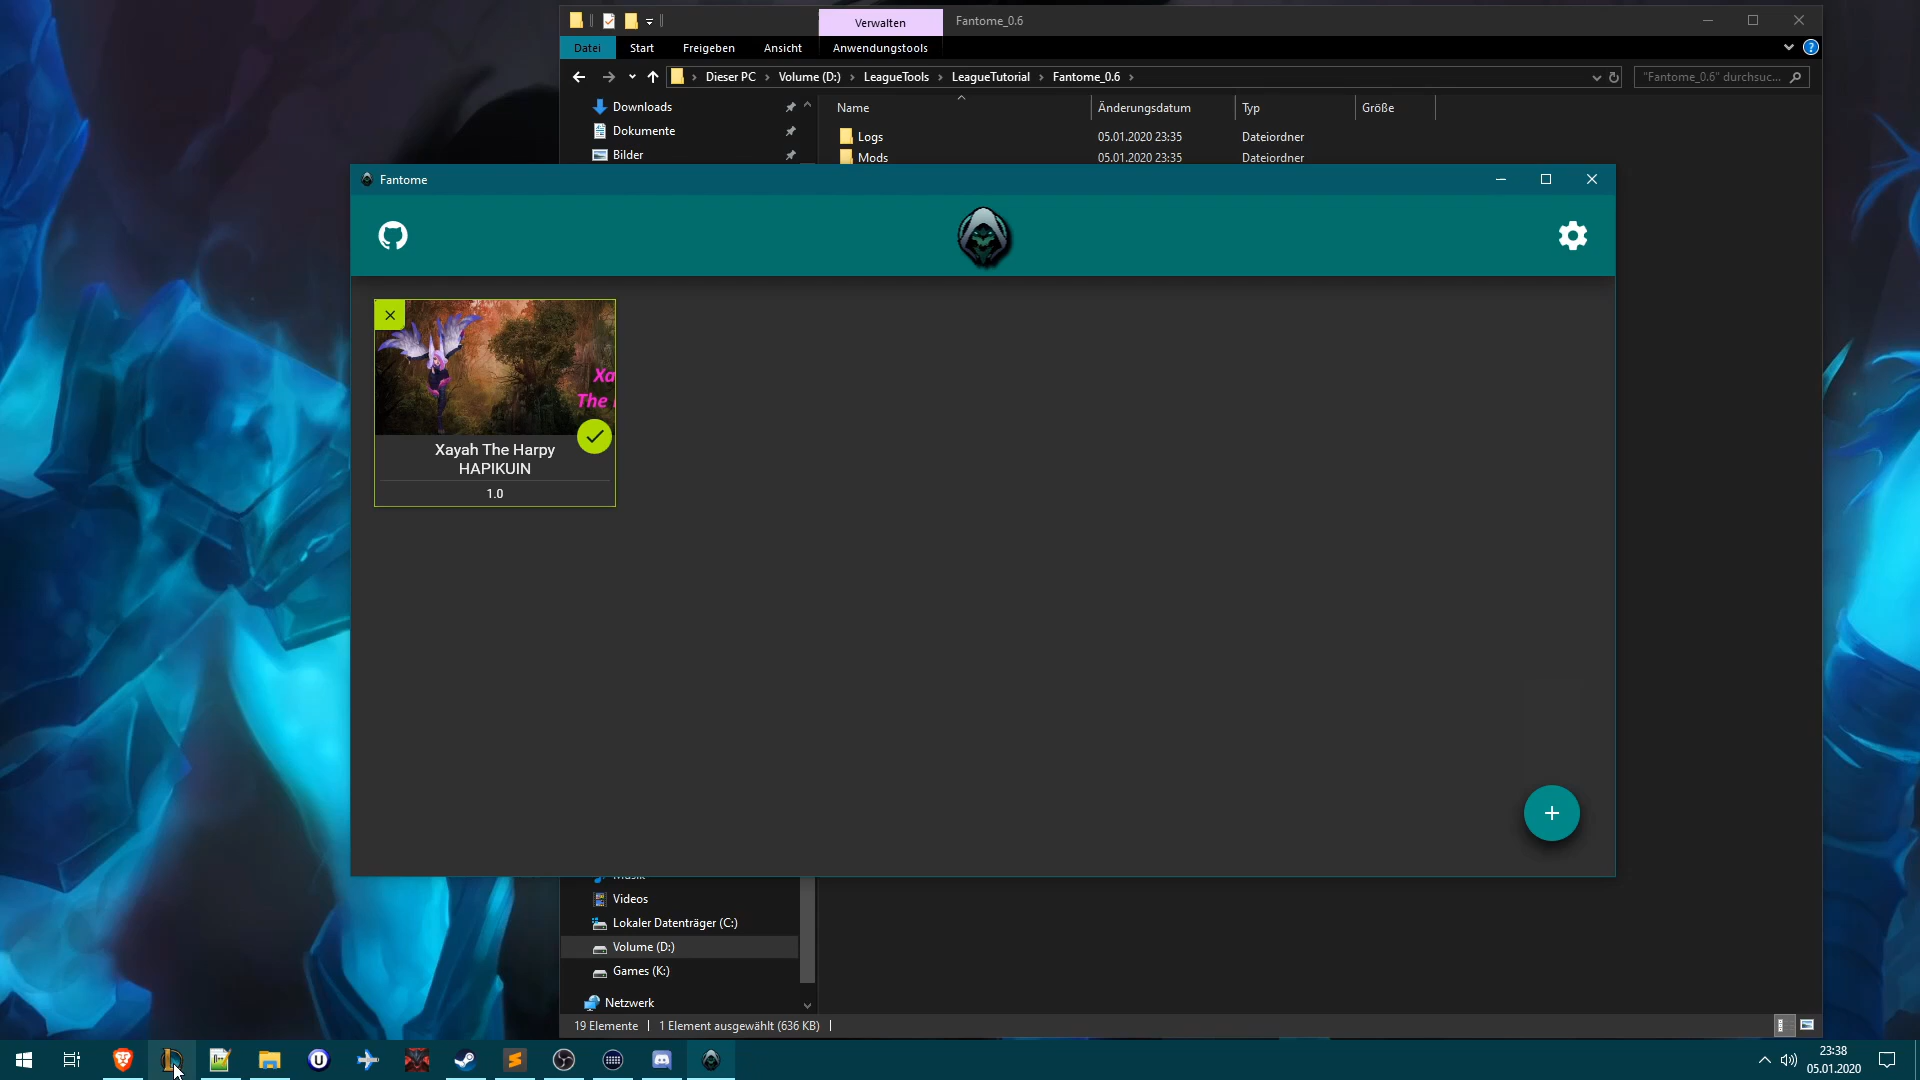 Verwalten
Fantome_0.6
Datei
Start
Freigeben
Ansicht
Anwendungstools
Dieser PC
Volume (D:)
LeagueTools
LeagueTutorial
Fantome_0.6
"Fantome_0.6" durchsuc...
Downloads
Dokumente
Bilder
Name
Änderungsdatum
Typ
Größe
Logs
05.01.2020 23:35
Dateiordner
Mods
05.01.2020 23:35
Dateiordner
Fantome
Xa
The
Xayah The Harpy
HAPIKUIN
1.0
Videos
Lokaler Datenträger (C:)
Volume (D:)
Games (K:)
Netzwerk
19 Elemente
1 Element ausgewählt (636 KB)
23:38
05.01.2020